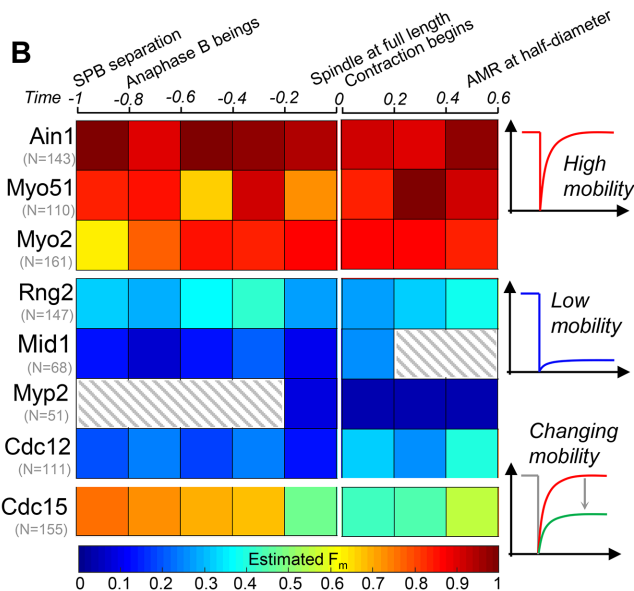 B
SPB separation
Anaphase B beings
Spindle at full length
Contraction begins
AMR at half-diameter
Time
-1 -0.8 -0.6 -0.4 -0.2 0 0.2 0.4 0.6
Ain1
(N=143)
Myo51
(N=110)
Myo2
(N=161)
High
mobility
Rng2
(N=147)
Mid1
(N=68)
Myp2
(N=51)
Cdc12
(N=111)
Low
mobility
Cdc15
(N=155)
Changing
mobility
Estimated Fm
0 0.1 0.2 0.3 0.4 0.5 0.6 0.7 0.8 0.9 1